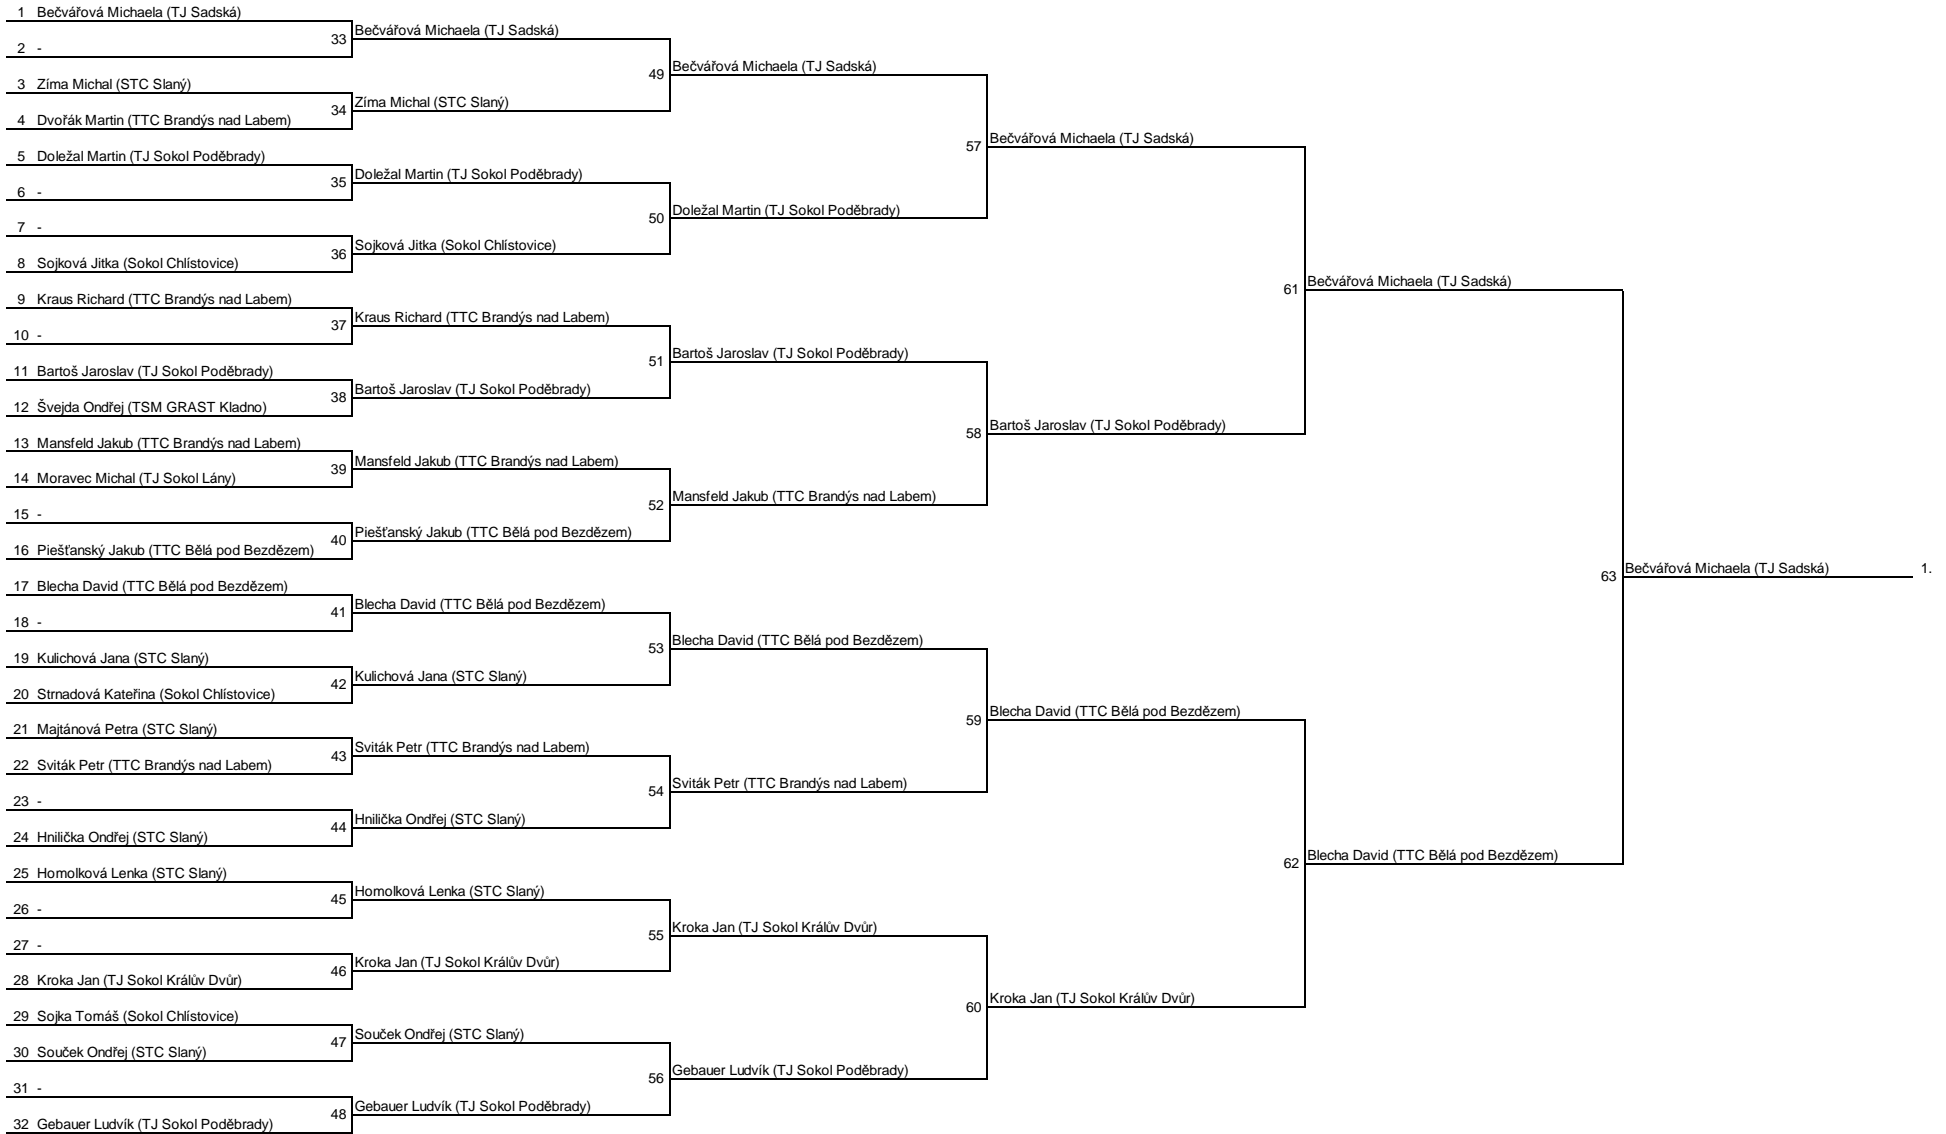 1 Bečvářová Michaela (TJ Sadská)
33 Bečvářová Michaela (TJ Sadská)
2 -
49 Bečvářová Michaela (TJ Sadská)
3 Zíma Michal (STC Slaný)
34 Zíma Michal (STC Slaný)
4 Dvořák Martin (TTC Brandýs nad Labem)
57 Bečvářová Michaela (TJ Sadská)
5 Doležal Martin (TJ Sokol Poděbrady)
35 Doležal Martin (TJ Sokol Poděbrady)
6 -
50 Doležal Martin (TJ Sokol Poděbrady)
7 -
36 Sojková Jitka (Sokol Chlístovice)
8 Sojková Jitka (Sokol Chlístovice)
61 Bečvářová Michaela (TJ Sadská)
9 Kraus Richard (TTC Brandýs nad Labem)
37 Kraus Richard (TTC Brandýs nad Labem)
10 -
51 Bartoš Jaroslav (TJ Sokol Poděbrady)
11 Bartoš Jaroslav (TJ Sokol Poděbrady)
38 Bartoš Jaroslav (TJ Sokol Poděbrady)
12 Švejda Ondřej (TSM GRAST Kladno)
58 Bartoš Jaroslav (TJ Sokol Poděbrady)
13 Mansfeld Jakub (TTC Brandýs nad Labem)
39 Mansfeld Jakub (TTC Brandýs nad Labem)
14 Moravec Michal (TJ Sokol Lány)
52 Mansfeld Jakub (TTC Brandýs nad Labem)
15 -
40 Piešťanský Jakub (TTC Bělá pod Bezdězem)
16 Piešťanský Jakub (TTC Bělá pod Bezdězem)
63 Bečvářová Michaela (TJ Sadská) 1.
17 Blecha David (TTC Bělá pod Bezdězem)
41 Blecha David (TTC Bělá pod Bezdězem)
18 -
53 Blecha David (TTC Bělá pod Bezdězem)
19 Kulichová Jana (STC Slaný)
42 Kulichová Jana (STC Slaný)
20 Strnadová Kateřina (Sokol Chlístovice)
59 Blecha David (TTC Bělá pod Bezdězem)
21 Majtánová Petra (STC Slaný)
43 Sviták Petr (TTC Brandýs nad Labem)
22 Sviták Petr (TTC Brandýs nad Labem)
54 Sviták Petr (TTC Brandýs nad Labem)
23 -
44 Hnilička Ondřej (STC Slaný)
24 Hnilička Ondřej (STC Slaný)
62 Blecha David (TTC Bělá pod Bezdězem)
25 Homolková Lenka (STC Slaný)
45 Homolková Lenka (STC Slaný)
26 -
55 Kroka Jan (TJ Sokol Králův Dvůr)
27 -
46 Kroka Jan (TJ Sokol Králův Dvůr)
28 Kroka Jan (TJ Sokol Králův Dvůr)
60 Kroka Jan (TJ Sokol Králův Dvůr)
29 Sojka Tomáš (Sokol Chlístovice)
47 Souček Ondřej (STC Slaný)
30 Souček Ondřej (STC Slaný)
56 Gebauer Ludvík (TJ Sokol Poděbrady)
31 -
48 Gebauer Ludvík (TJ Sokol Poděbrady)
32 Gebauer Ludvík (TJ Sokol Poděbrady)